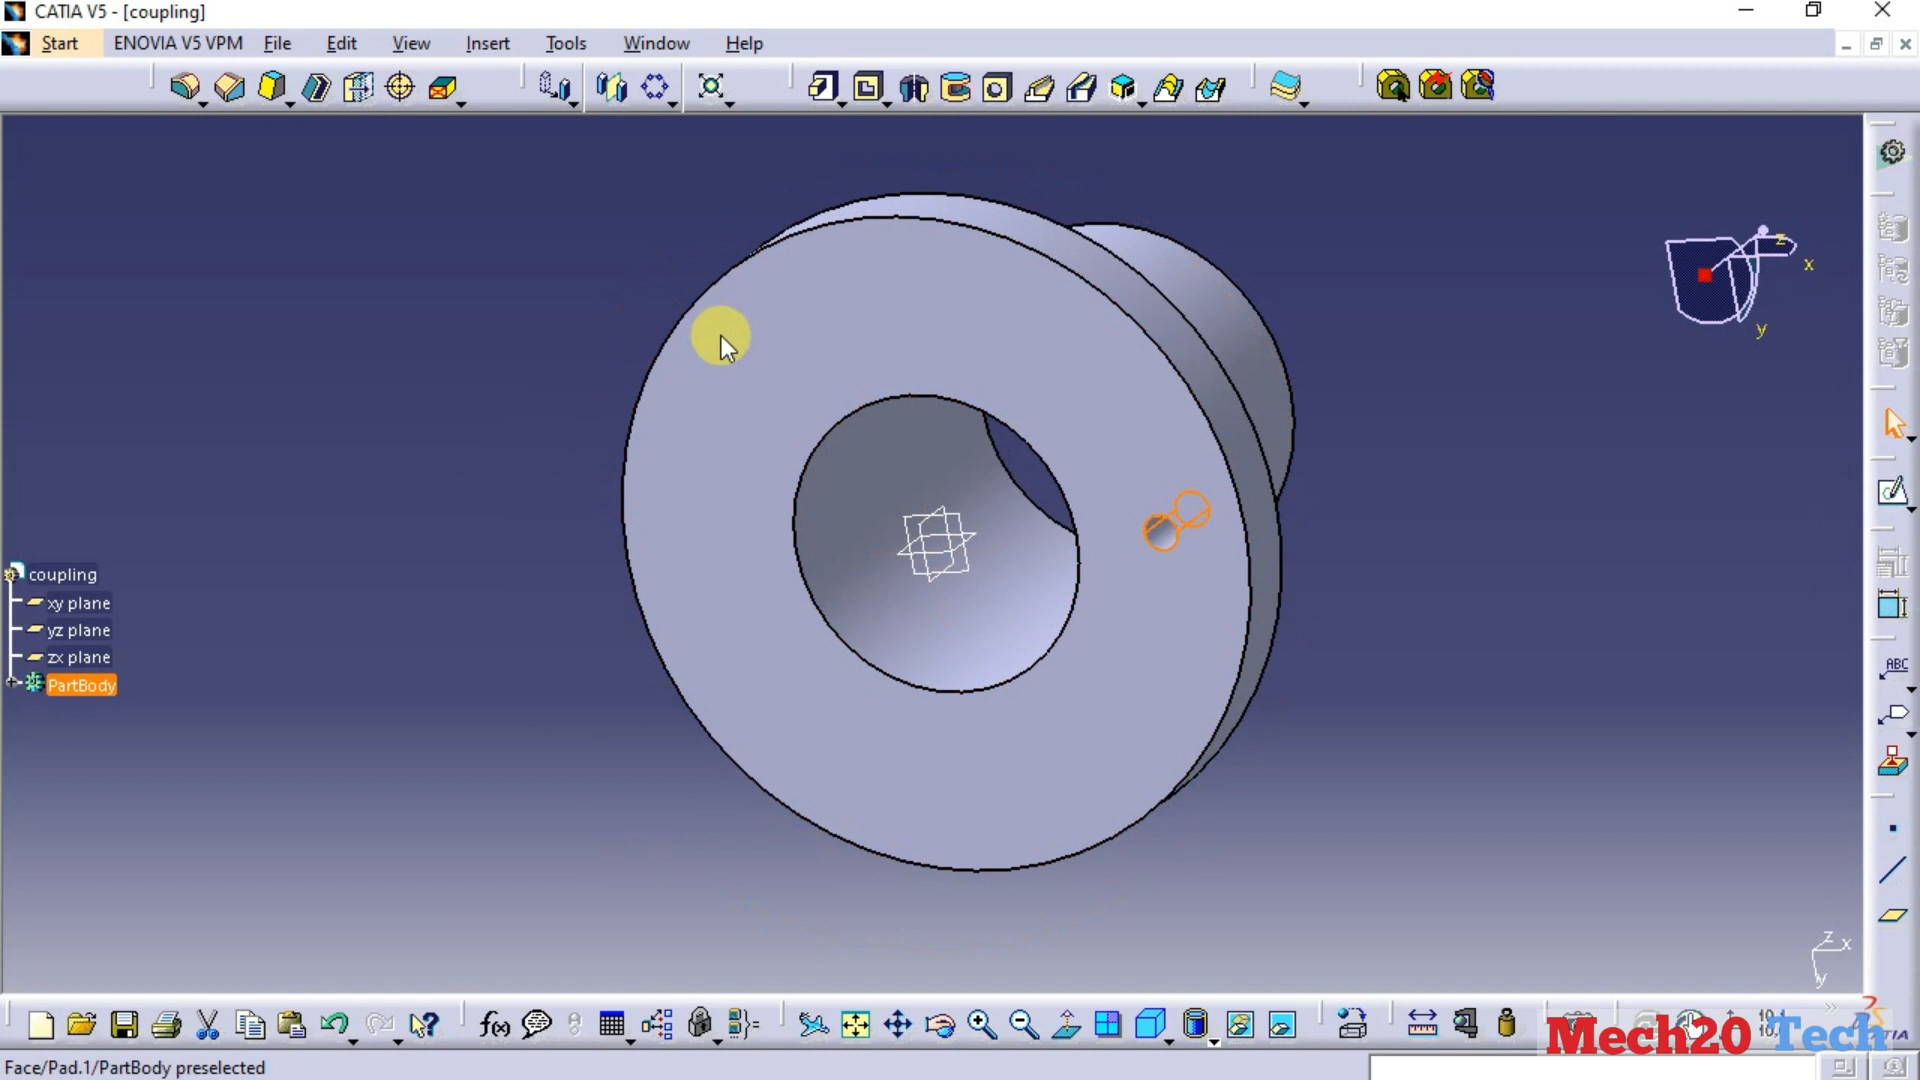 CATIA V5 - [coupling]
Start ENOVIA V5 VPM File Edit View Insert Tools Window Help
z
x
y
coupling
xy plane
yz plane
zx plane
PartBody
ABC
z x
y
f(x)
Mech20 Tech
Face/Pad.1/PartBody preselected